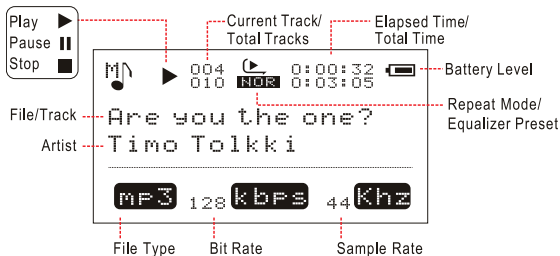 Play
Pause
Stop
Current Track/
Total Tracks
Elapsed Time/
Total Time
Battery Level
004
010
NOR
0:00:32
0:03:05
Repeat Mode/
Equalizer Preset
File/Track
Are you the one?
Artist
Timo Tolkki
mp3
128 kbps
44 Khz
File Type
Bit Rate
Sample Rate